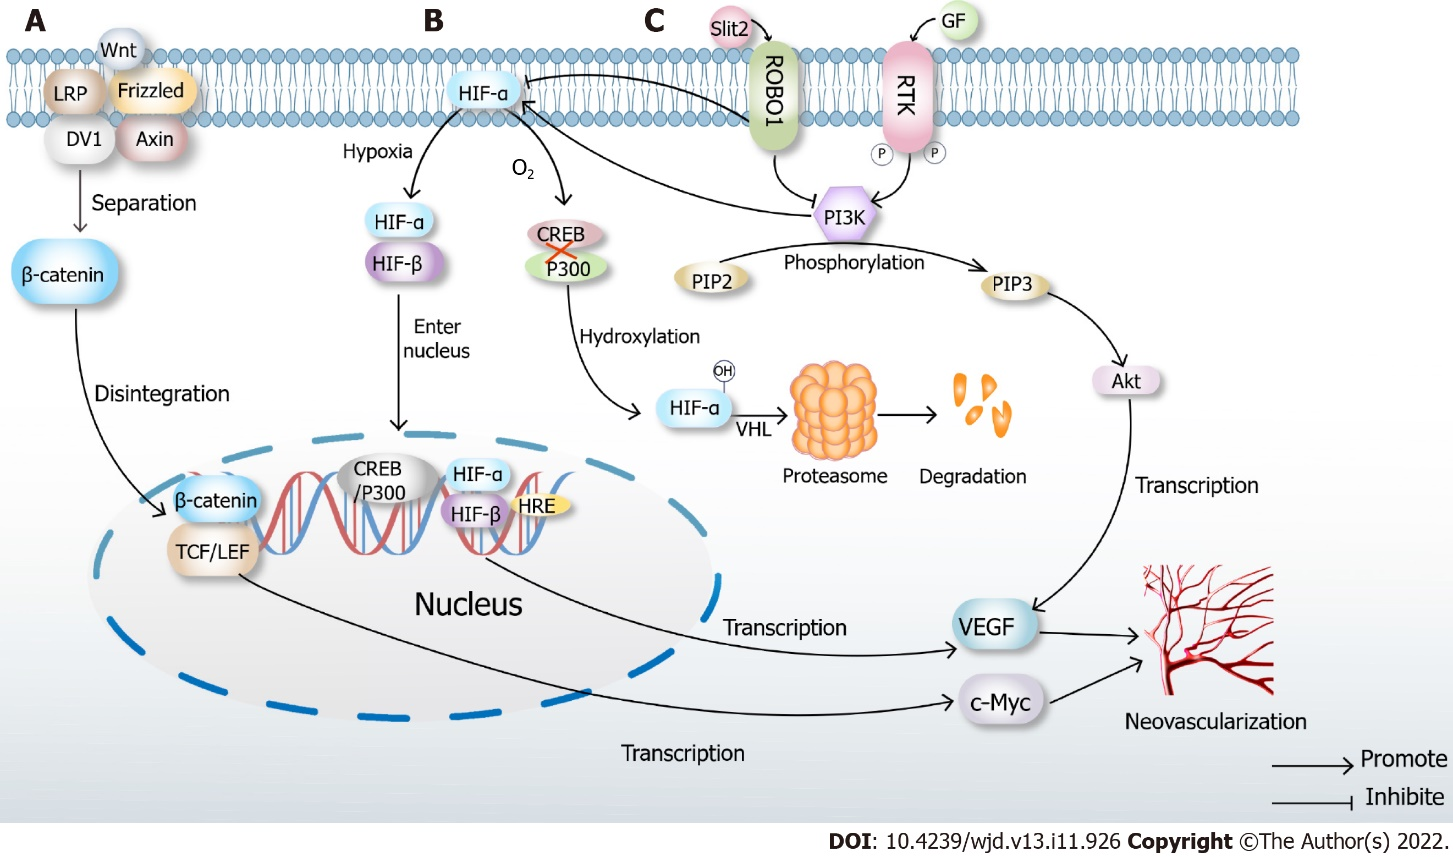 A
B
C
Wnt
LRP
Frizzled
DV1
Axin
Separation
β-catenin
Disintegration
β-catenin
TCF/LEF
HIF-α
Hypoxia
O2
HIF-α
HIF-β
Enter
nucleus
CREB
P300
Hydroxylation
OH
HIF-α
VHL
Proteasome
Degradation
CREB
/P300
HIF-α
HIF-β
HRE
Nucleus
Slit2
ROBO1
GF
RTK
P
P
PI3K
Phosphorylation
PIP2
PIP3
Akt
Transcription
Transcription
VEGF
c-Myc
Transcription
Neovascularization
Promote
Inhibite
DOI: 10.4239/wjd.v13.i11.926 Copyright ©The Author(s) 2022.